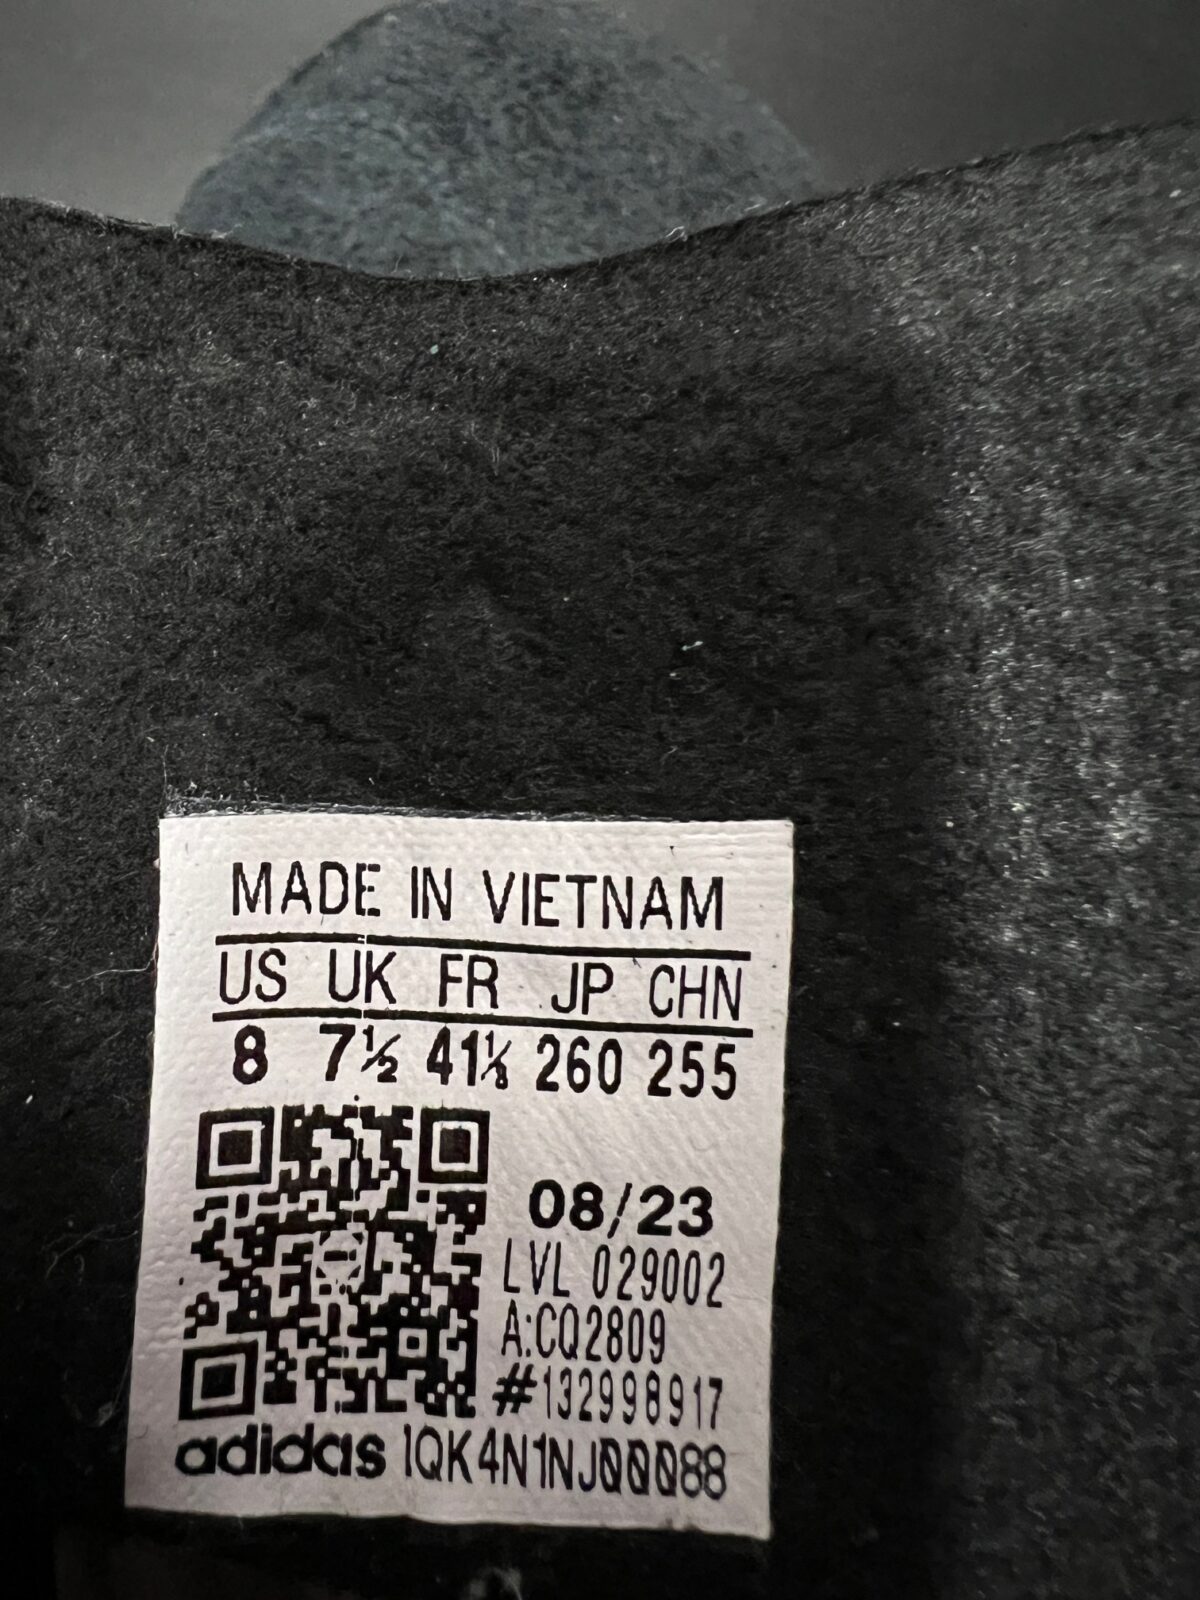 MADE IN VIETNAM
US UK FR JP CHN
8 7½ 41⅓ 260 255
08/23
LVL 029002
A:CQ2809
#132998917
adidas 1QK4N1NJ000088